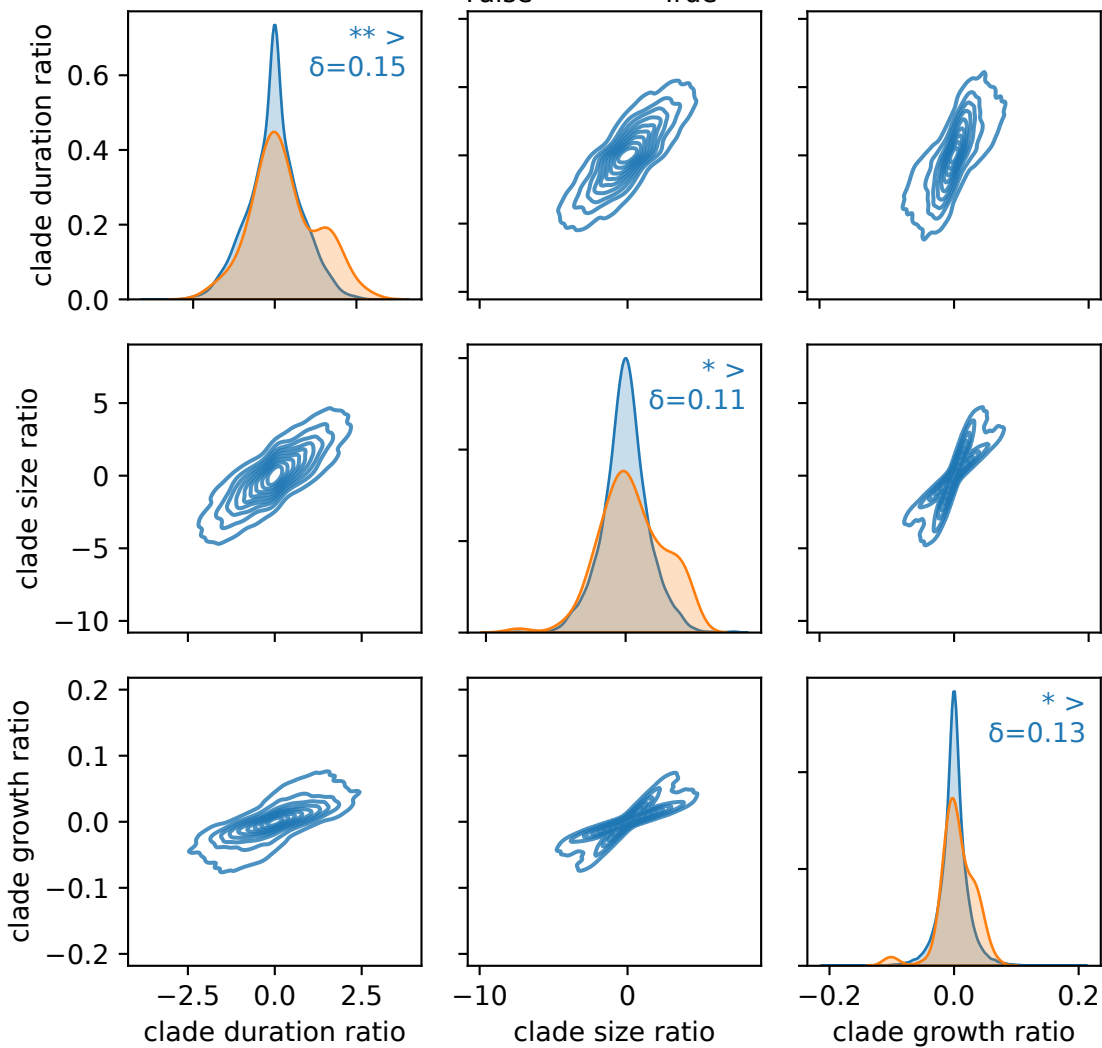 True
clade duration ratio
0.6
0.4
0.2
0.0
** >
δ=0.15
clade size ratio
5
0
−5
−10
* >
δ=0.11
clade growth ratio
0.2
0.1
0.0
−0.1
−0.2
* >
δ=0.13
−2.5 0.0 2.5
−10 0
−0.2 0.0 0.2
clade duration ratio
clade size ratio
clade growth ratio